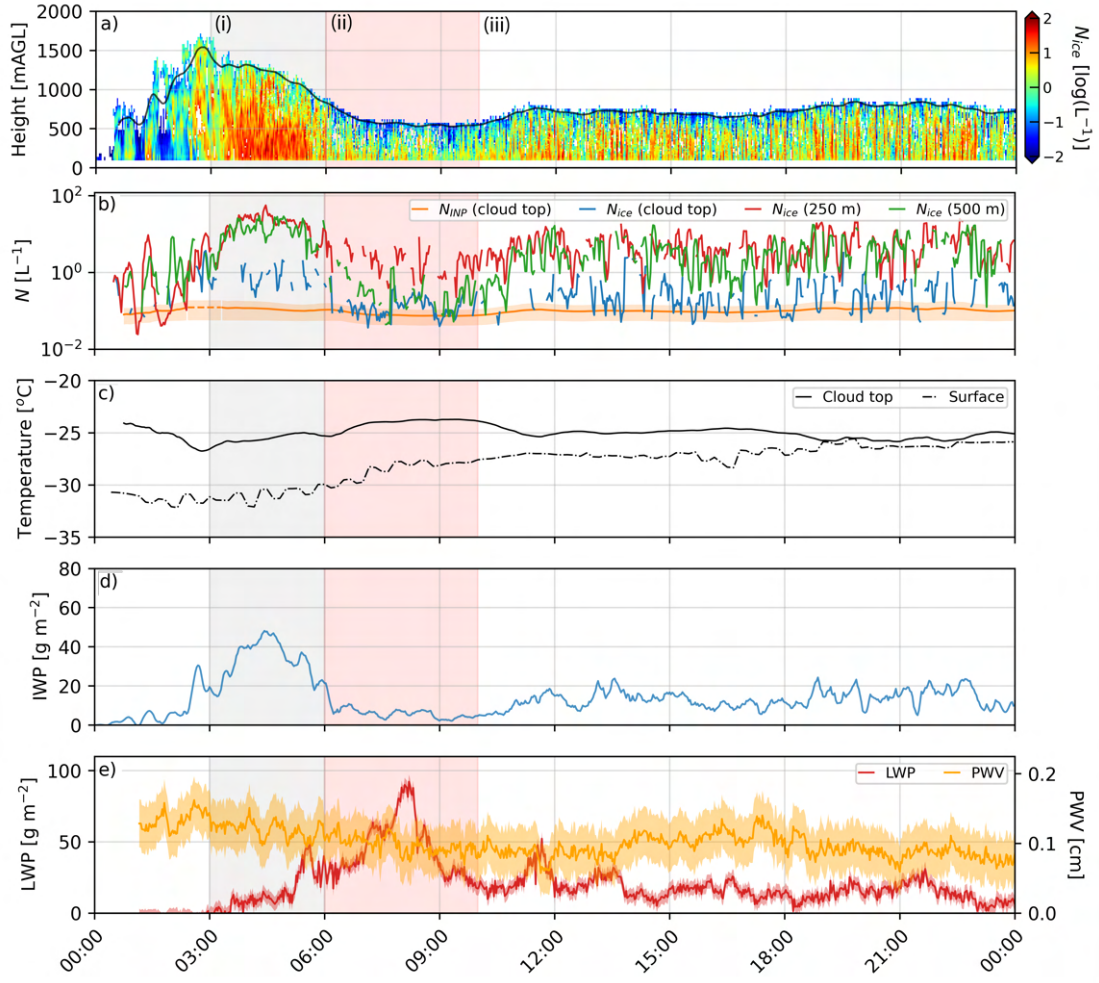 a)
(i)
(ii)
(iii)
2000
1500
1000
500
0
Height [mAGL]
2
1
0
−1
−2
N_ice [log(L⁻¹)]
b)
N_INP (cloud top)
N_ice (cloud top)
N_ice (250 m)
N_ice (500 m)
10²
10⁰
10⁻²
N [L⁻¹]
c)
Cloud top
Surface
−20
−25
−30
−35
Temperature [°C]
d)
80
60
40
20
0
IWP [g m⁻²]
e)
LWP
PWV
100
50
0
LWP [g m⁻²]
0.2
0.1
0.0
PWV [cm]
00:00
03:00
06:00
09:00
12:00
15:00
18:00
21:00
00:00